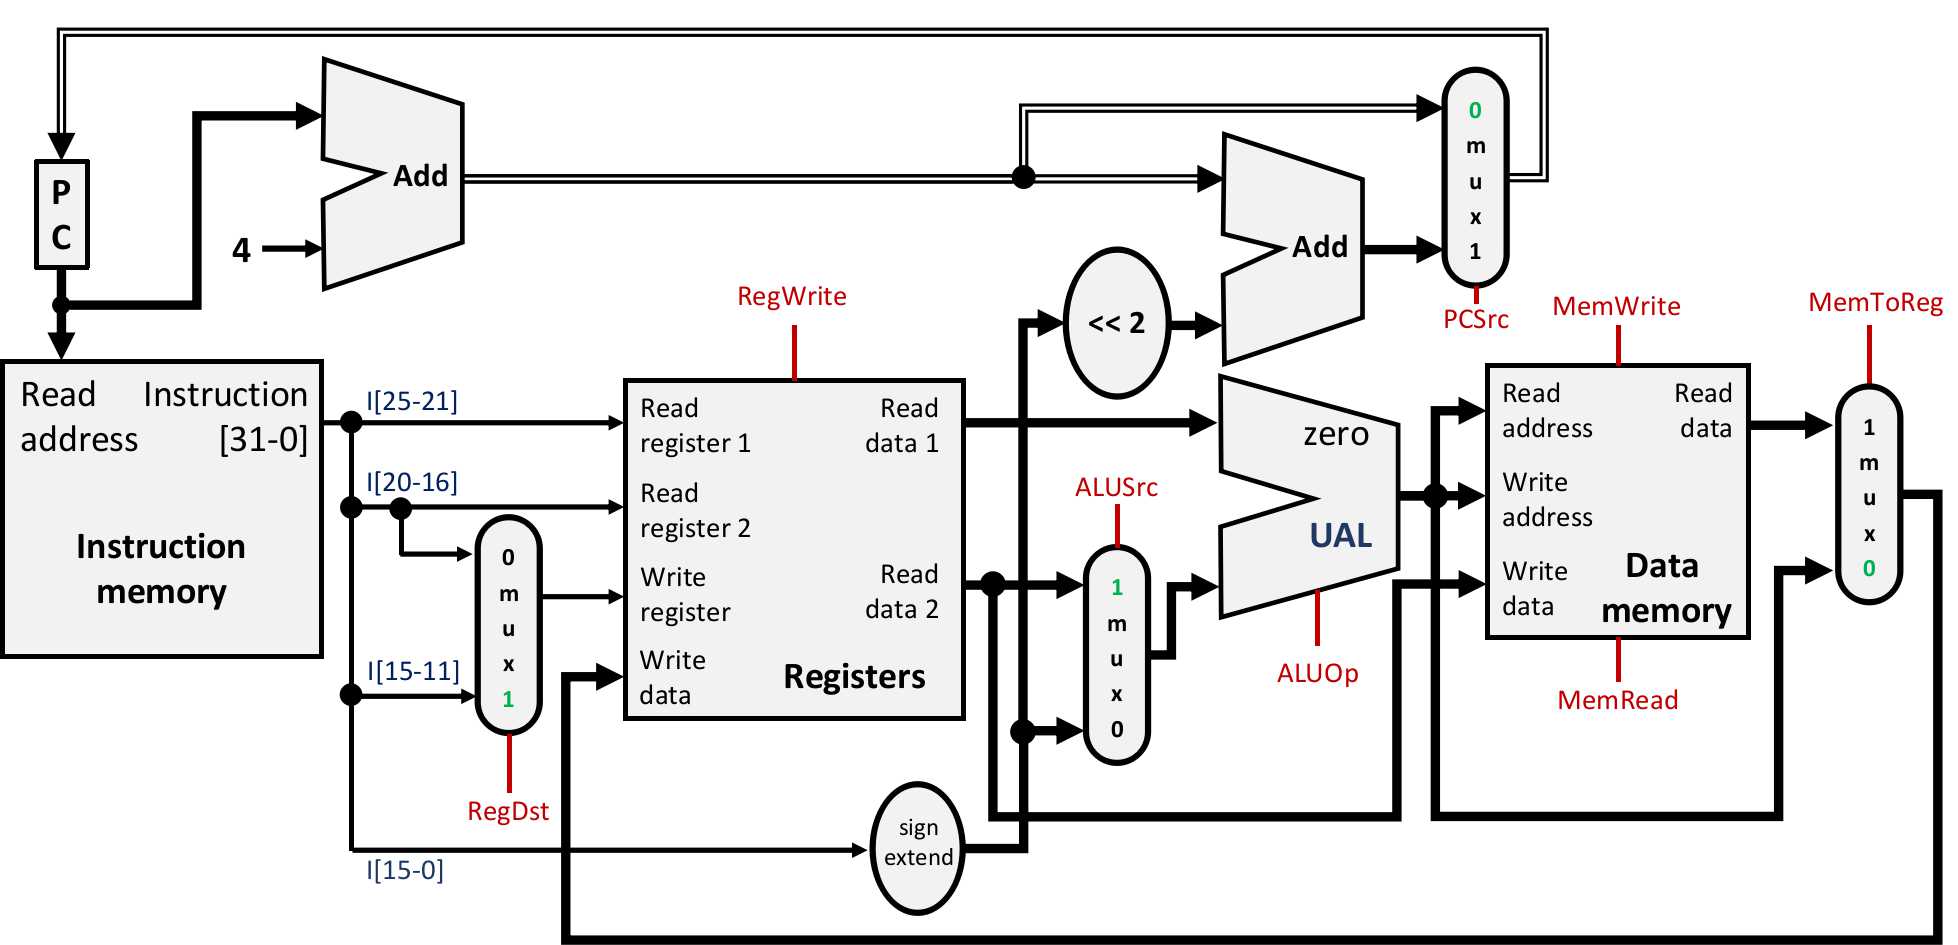 P
C
4
Add
Add
0
m
u
x
1
PCSrc
<< 2
RegWrite
MemWrite
MemToReg
Read Instruction
address [31-0]
Instruction
memory
I[25-21]
I[20-16]
I[15-11]
I[15-0]
0
m
u
x
1
RegDst
Read
register 1
Read
register 2
Write
register
Write
data
Read
data 1
Read
data 2
Registers
sign
extend
ALUSrc
1
m
u
x
0
zero
UAL
ALUOp
Read
address
Write
address
Write
data
Read
data
Data
memory
MemRead
1
m
u
x
0